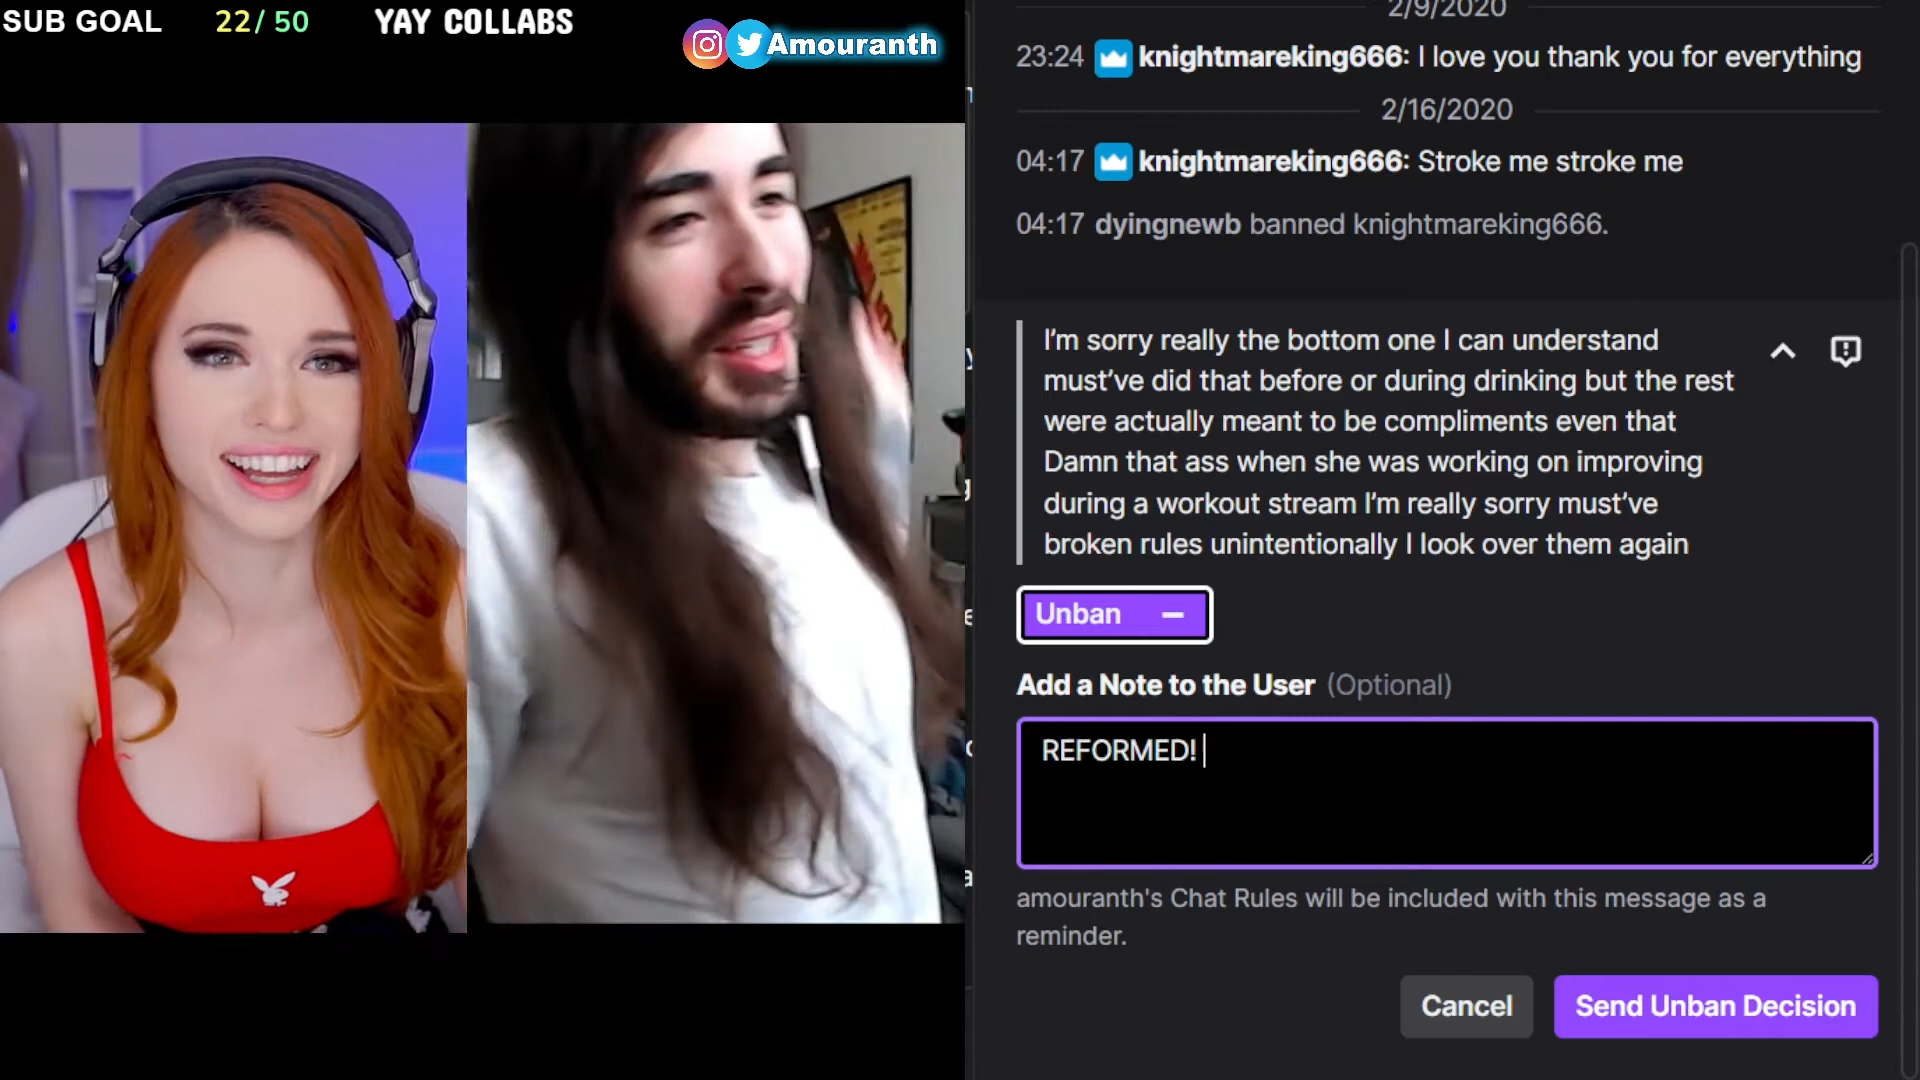 SUB GOAL 22/ 50 YAY COLLABS
Amouranth
2/9/2020
23:24 knightmareking666: I love you thank you for everything
2/16/2020
04:17 knightmareking666: Stroke me stroke me
04:17 dyingnewb banned knightmareking666.
I'm sorry really the bottom one I can understand
must've did that before or during drinking but the rest
were actually meant to be compliments even that
Damn that ass when she was working on improving
during a workout stream I'm really sorry must've
broken rules unintentionally I look over them again
Unban
Add a Note to the User (Optional)
REFORMED!
amouranth's Chat Rules will be included with this message as a
reminder.
Cancel
Send Unban Decision